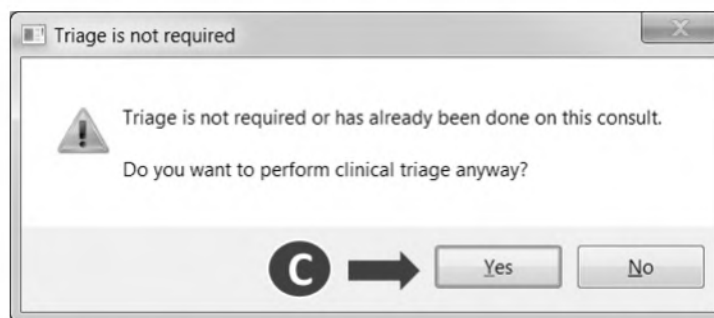 Triage is not required
X
Triage is not required or has already been done on this consult.
Do you want to perform clinical triage anyway?
C
Yes
No